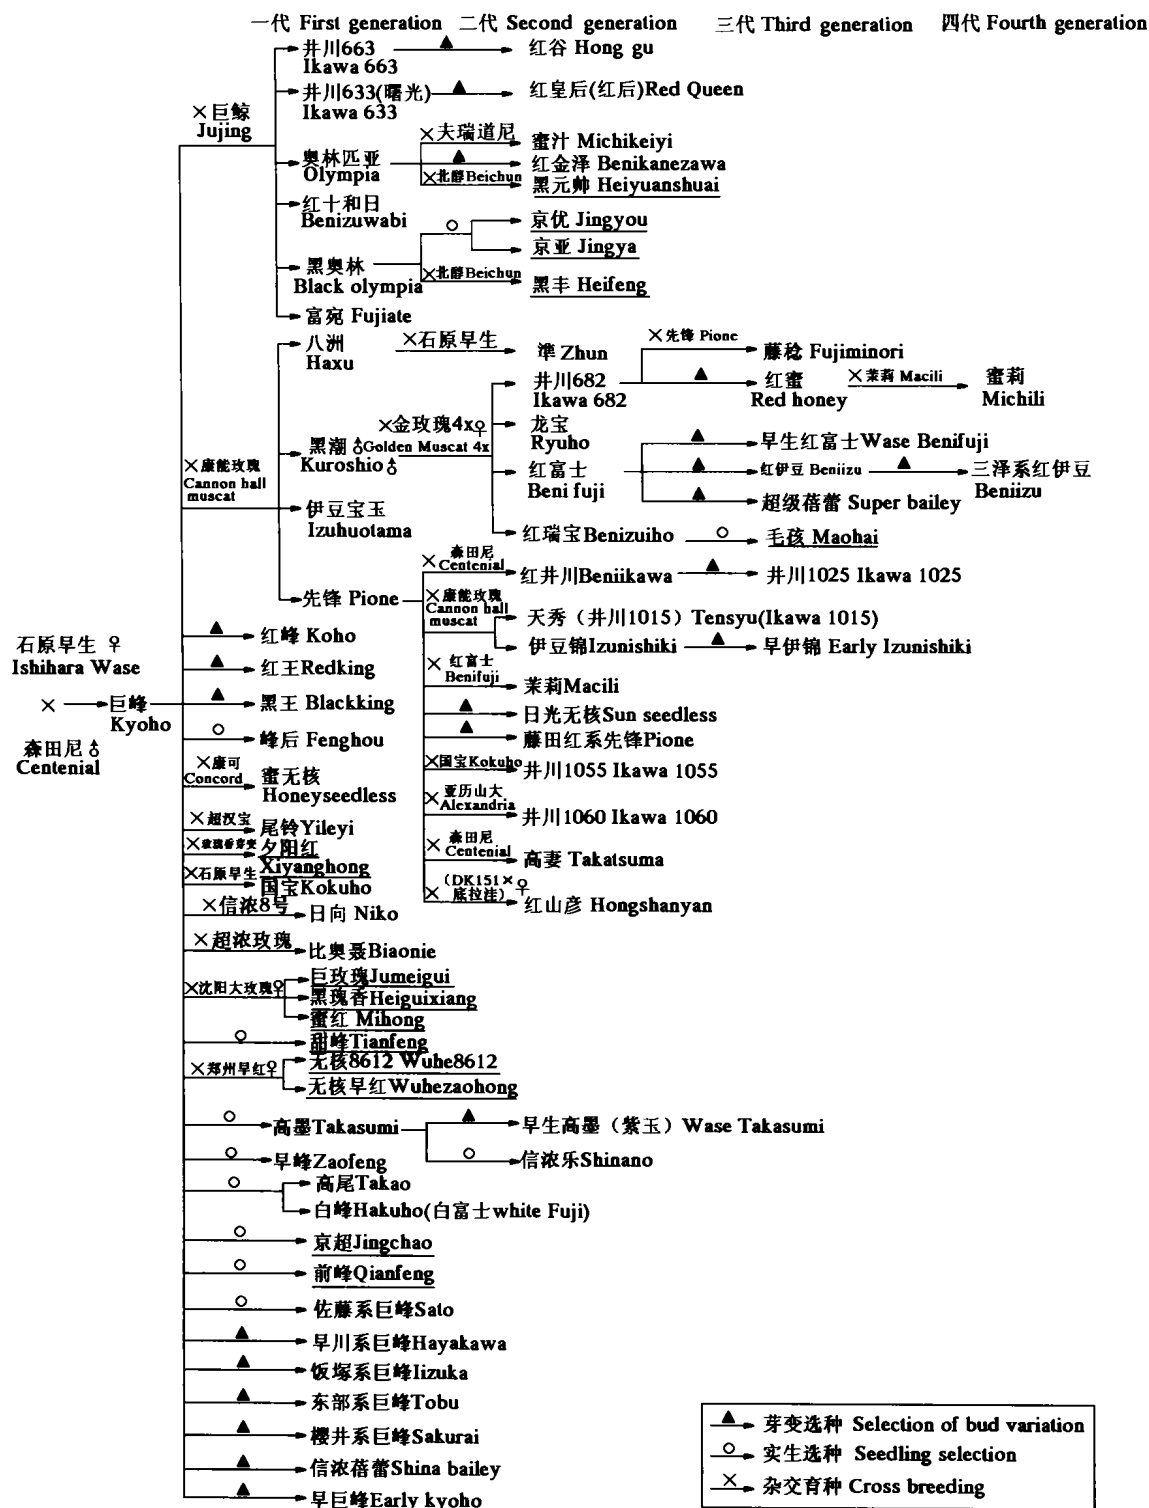 一代 First generation 二代 Second generation 三代 Third generation 四代 Fourth generation
井川663 红谷 Hong gu
Ikawa 663
井川633(曙光) 红皇后(红后)Red Queen
Ikawa 633
×巨鲸
Jujing
×夫瑞道尼 蜜汁 Michikeiyi
奥林匹亚 红金泽 Benikanezawa
Olympia ×北醇 Beichun 黑元帅 Heiyuanshuai
红十和日
Benizuwabi
京优 Jingyou
京亚 Jingya
黑奥林
Black olympia ×北醇 Beichun 黑丰 Heifeng
富宛 Fujiate
八洲 ×石原早生 準 Zhun ×先锋 Pione 藤稔 Fujiminori
Haxu
井川682 红蜜 ×茉莉 Macili 蜜莉
Ikawa 682 Red honey Michili
×金玫瑰4x♀ 龙宝
黑潮♂ Golden Muscat 4x Ryuho
Kuroshio♂
早生红富士Wase Benifuji
×康能玫瑰 红富士 红伊豆 Beniizu 三泽系红伊豆
Cannon hall Beni fuji Beniizu
muscat
超级蓓蕾 Super bailey
伊豆宝玉
Izuhuotama
红瑞宝Benizuiho 毛孩 Maohai
×森田尼
Centenial 红井川Beniikawa 井川1025 Ikawa 1025
先锋 Pione
×康能玫瑰
Cannon hall
muscat
天秀（井川1015）Tensyu(Ikawa 1015)
伊豆锦Izunishiki 早伊锦 Early Izunishiki
石原早生 ♀
Ishihara Wase
×
巨峰
Kyoho
森田尼♂
Centenial
红峰 Koho
红王Redking
黑王 Blackking
峰后 Fenghou
×红富士
Benifuji 茉莉Macili
日光无核Sun seedless
藤田红系先锋Pione
×康可
Concord 蜜无核
Honeyseedless
×国宝Kokuho 井川1055 Ikawa 1055
×亚历山大
Alexandria 井川1060 Ikawa 1060
×超汉宝 尾铃Yileyi
×玫瑰香芽变 夕阳红
Xiyanghong
×森田尼
Centenial 高妻 Takatsuma
×石原早生 国宝Kokuho
(DK151×
×底拉洼)♀ 红山彦 Hongshanyan
×信浓8号 日向 Niko
×超浓玫瑰 比奥聂Biaonie
巨玫瑰Jumeigui
×沈阳大玫瑰♀ 黑瑰香Heiguixiang
蜜红 Mihong
甜峰Tianfeng
×郑州早红♀ 无核8612 Wuhe8612
无核早红Wuhezaohong
高墨Takasumi 早生高墨（紫玉）Wase Takasumi
信浓乐Shinano
早峰Zaofeng
高尾Takao
白峰Hakuho(白富士white Fuji)
京超Jingchao
前峰Qianfeng
佐藤系巨峰Sato
早川系巨峰Hayakawa
饭塚系巨峰Iizuka
东部系巨峰Tobu
樱井系巨峰Sakurai
信浓蓓蕾Shina bailey
早巨峰Early kyoho
芽变选种 Selection of bud variation
实生选种 Seedling selection
× 杂交育种 Cross breeding